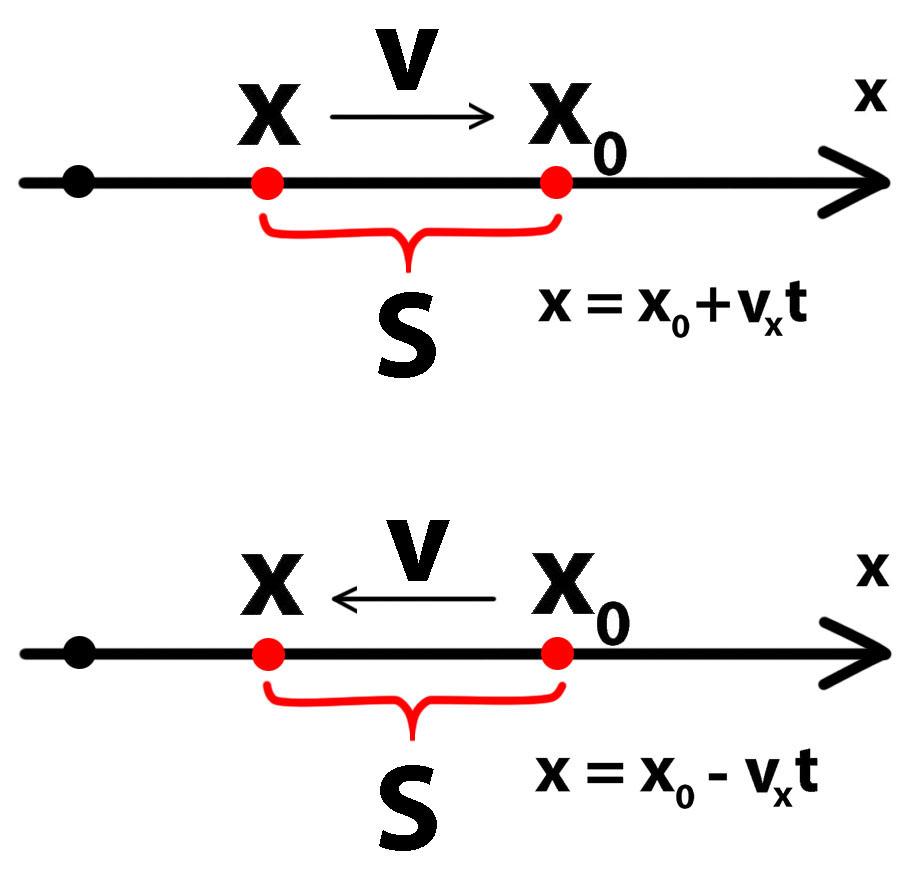 v
x x₀ x
S
x = x₀+vₓt
v
x x₀ x
S
x = x₀ - vₓt